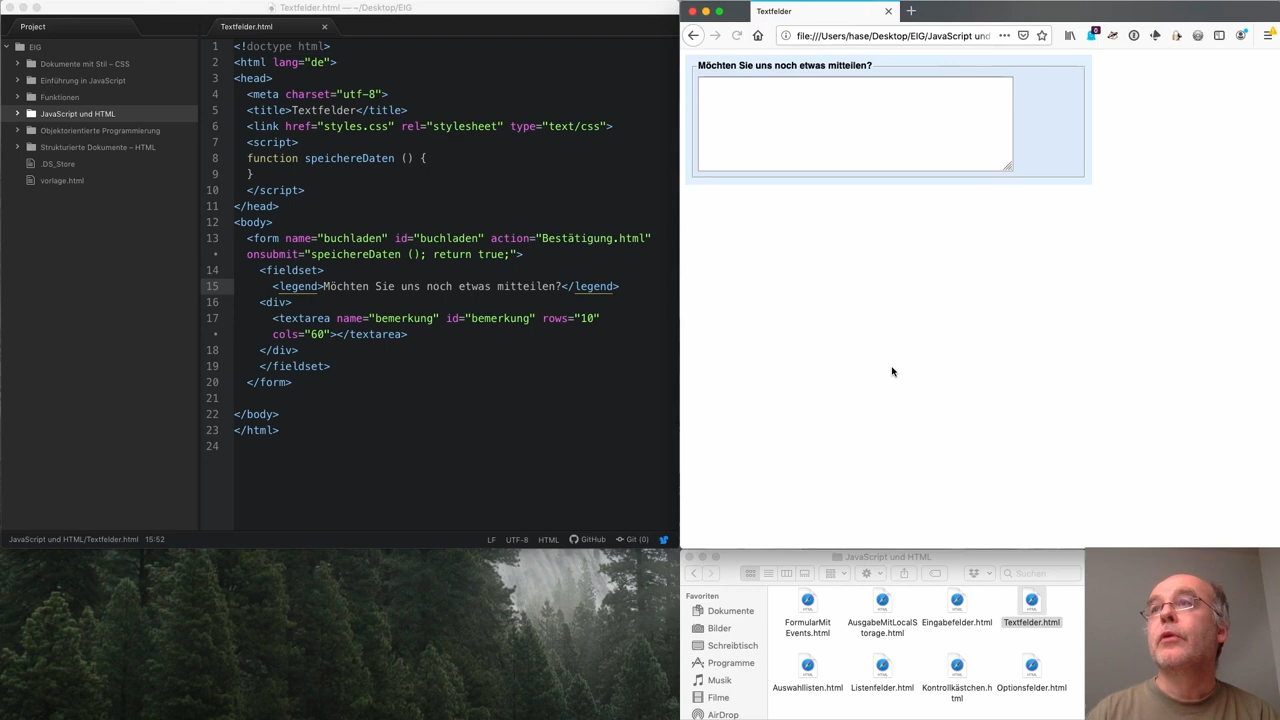 Textfelder.html — ~/Desktop/EIG
Project
EIG
Dokumente mit Stil – CSS
Einführung in JavaScript
Funktionen
JavaScript und HTML
Objektorientierte Programmierung
Strukturierte Dokumente – HTML
.DS_Store
vorlage.html
Textfelder.html
1 <!doctype html>
2 <html lang="de">
3 <head>
4 <meta charset="utf-8">
5 <title>Textfelder</title>
6 <link href="styles.css" rel="stylesheet" type="text/css">
7 <script>
8 function speichereDaten () {
9 }
10 </script>
11 </head>
12 <body>
13 <form name="buchladen" id="buchladen" action="Bestätigung.html"
• onsubmit="speichereDaten (); return true;">
14 <fieldset>
15 <legend>Möchten Sie uns noch etwas mitteilen?</legend>
16 <div>
17 <textarea name="bemerkung" id="bemerkung" rows="10"
• cols="60"></textarea>
18 </div>
19 </fieldset>
20 </form>
21
22 </body>
23 </html>
24
JavaScript und HTML/Textfelder.html 15:52
LF UTF-8 HTML GitHub Git (0)
Textfelder
file:///Users/hase/Desktop/EIG/JavaScript und
Möchten Sie uns noch etwas mitteilen?
JavaScript und HTML
Suchen
Favoriten
Dokumente
Bilder
Schreibtisch
Programme
Musik
Filme
AirDrop
FormularMit
Events.html
AusgabeMitLocalS
torage.html
Eingabefelder.html
Textfelder.html
Auswahllisten.html
Listenfelder.html
Kontrollkästchen.h
tml
Optionsfelder.html